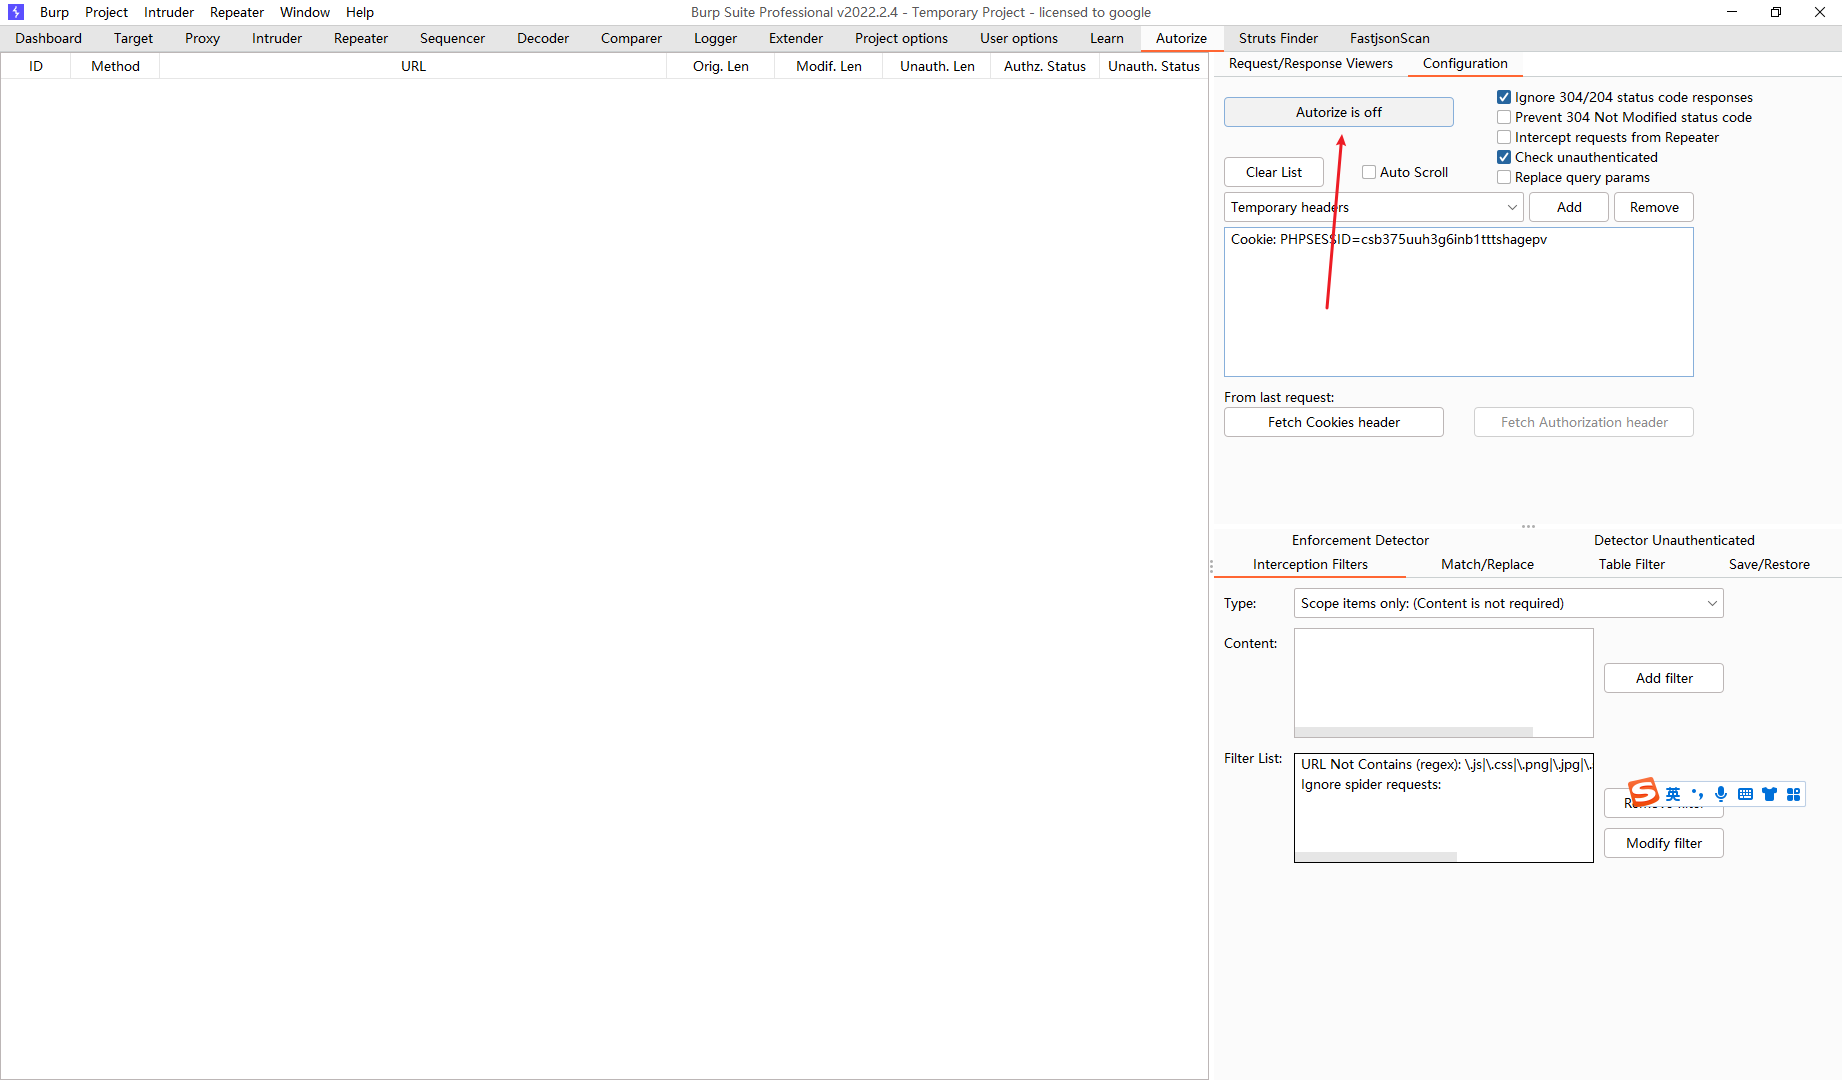 Burp Project Intruder Repeater Window Help
Burp Suite Professional v2022.2.4 - Temporary Project - licensed to google
Dashboard Target Proxy Intruder Repeater Sequencer Decoder Comparer Logger Extender Project options User options Learn Autorize Struts Finder FastjsonScan
ID Method URL Orig. Len Modif. Len Unauth. Len Authz. Status Unauth. Status
Request/Response Viewers Configuration
Autorize is off
Ignore 304/204 status code responses
Prevent 304 Not Modified status code
Intercept requests from Repeater
Check unauthenticated
Replace query params
Clear List
Auto Scroll
Temporary headers
Add
Remove
Cookie: PHPSESSID=csb375uuh3g6inb1tttshagepv
From last request:
Fetch Cookies header
Fetch Authorization header
Enforcement Detector Detector Unauthenticated
Interception Filters Match/Replace Table Filter Save/Restore
Type:
Scope items only: (Content is not required)
Content:
Add filter
Filter List:
URL Not Contains (regex): \.js|\.css|\.png|\.jpg|\.
Ignore spider requests:
S 英
Modify filter